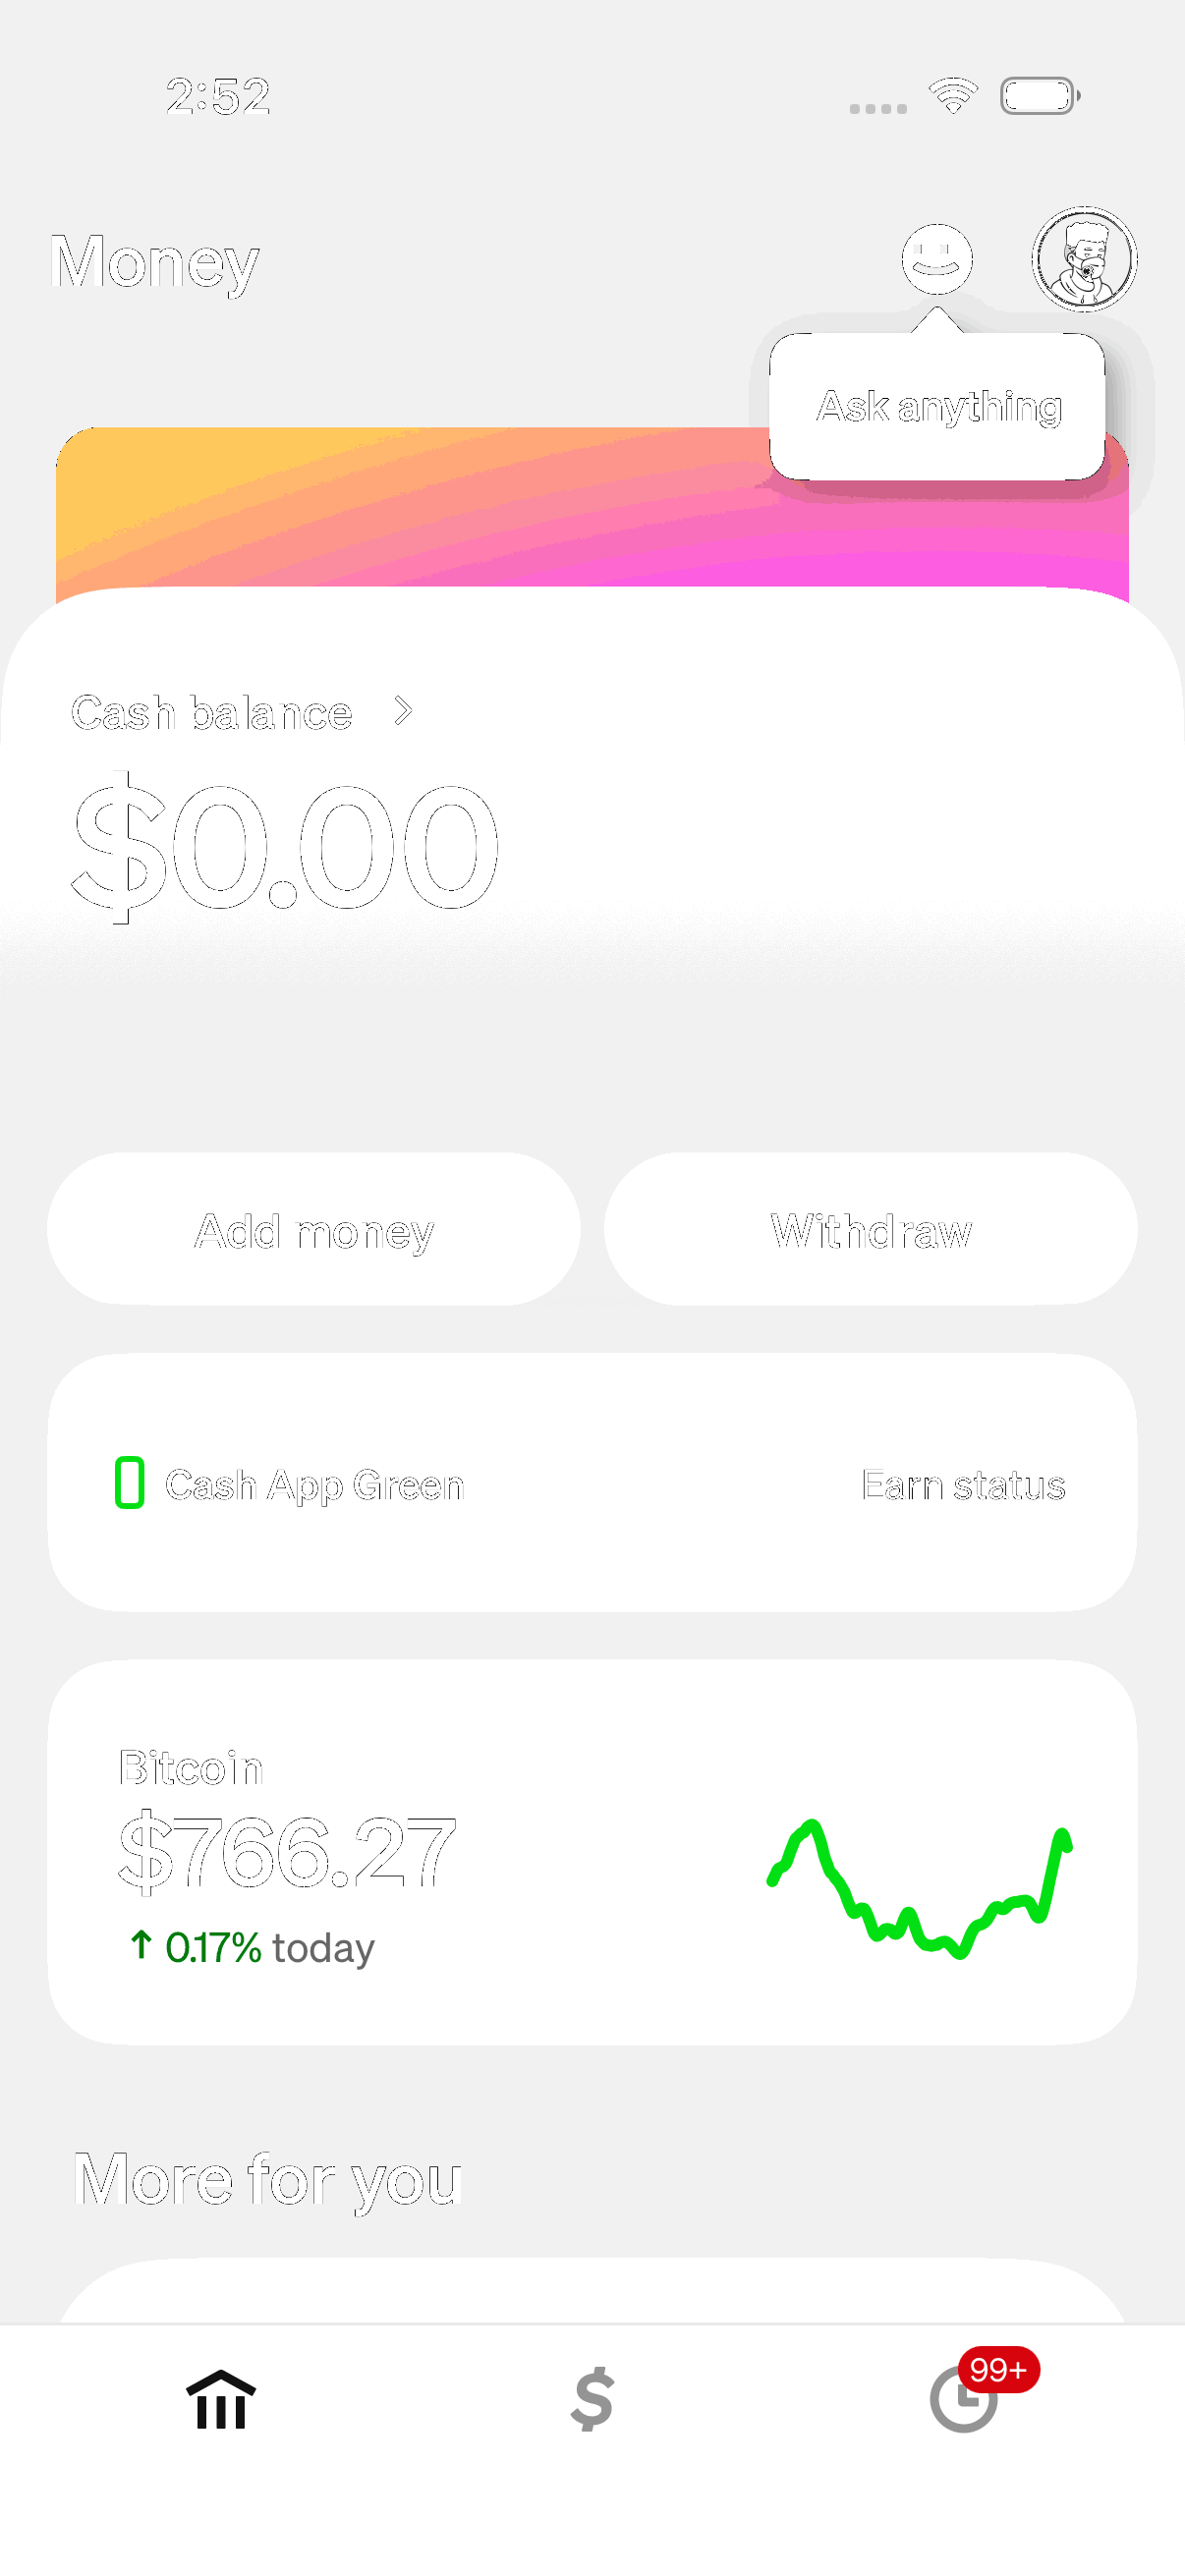 2:52
Money
Ask anything
Cash balance
$0.00
Add money
Withdraw
Cash App Green
Earn status
Bitcoin
$766.27
↑ 0.17% today
More for you
$
99+